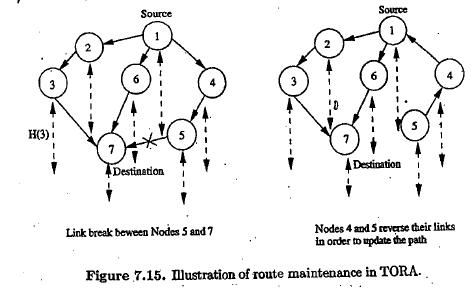 Source
1
2
3
6
4
H(3)
7
5
Destination
Link break beween Nodes 5 and 7
Source
1
2
3
6
4
7
5
Destination
Nodes 4 and 5 reverse their links
in order to update the path
Figure 7.15. Illustration of route maintenance in TORA.